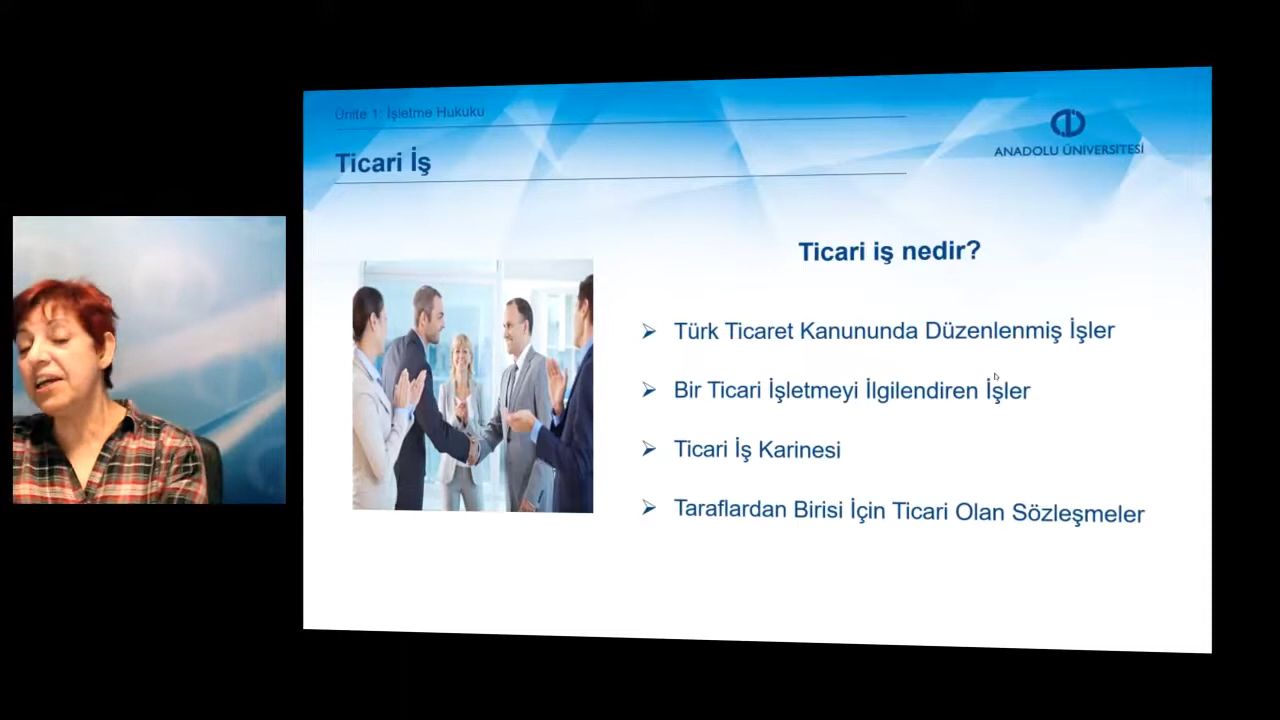 Ünite 1: İşletme Hukuku
Ticari İş
ANADOLU ÜNİVERSİTESİ
Ticari iş nedir?
Türk Ticaret Kanununda Düzenlenmiş İşler
Bir Ticari İşletmeyi İlgilendiren İşler
Ticari İş Karinesi
Taraflardan Birisi İçin Ticari Olan Sözleşmeler